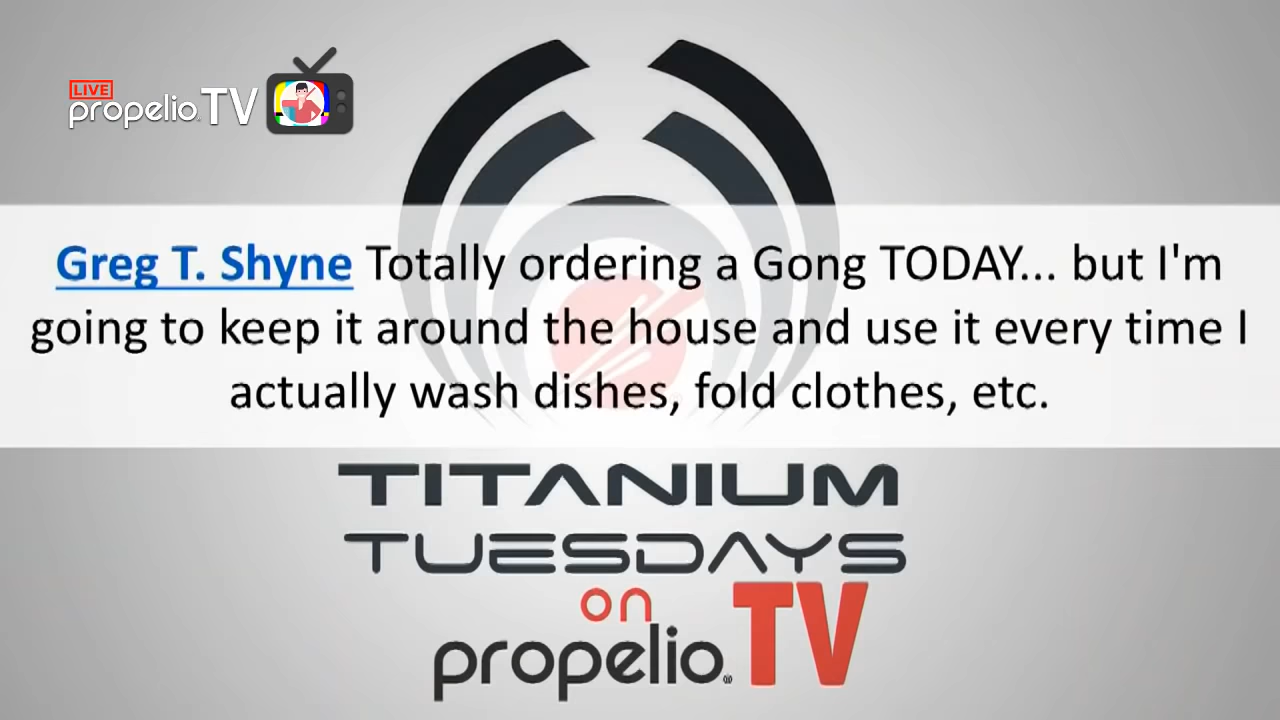 LIVE
propelio.TV
Greg T. Shyne Totally ordering a Gong TODAY... but I'm
going to keep it around the house and use it every time I
actually wash dishes, fold clothes, etc.
TITANIUM
TUESDAYS
on
propelio. TV